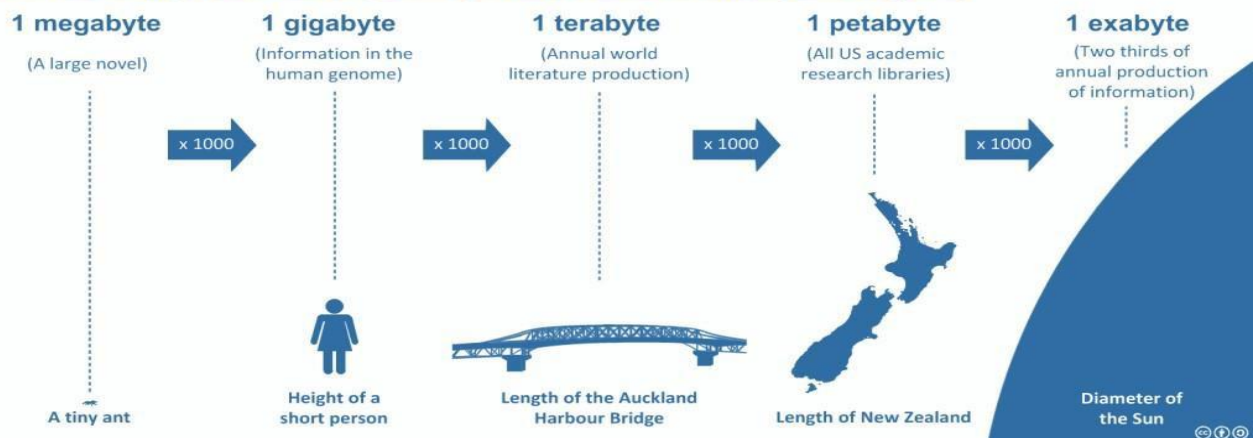 1 megabyte
(A large novel)
x 1000
1 gigabyte
(Information in the
human genome)
x 1000
1 terabyte
(Annual world
literature production)
x 1000
1 petabyte
(All US academic
research libraries)
x 1000
1 exabyte
(Two thirds of
annual production
of information)
A tiny ant
Height of a
short person
Length of the Auckland
Harbour Bridge
Length of New Zealand
Diameter of
the Sun
cc